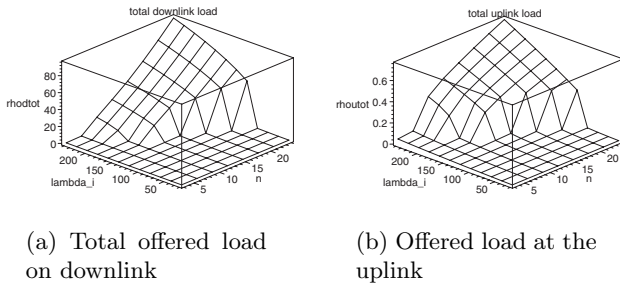 total downlink load
80
60
rhodtot
40
20
0
200
150
lambda_i
100
50
5
10
15
n
20
total uplink load
0.6
rhoutot
0.4
0.2
0
200
150
lambda_i
100
50
5
10
15
n
20
(a) Total offered load
on downlink
(b) Offered load at the
uplink